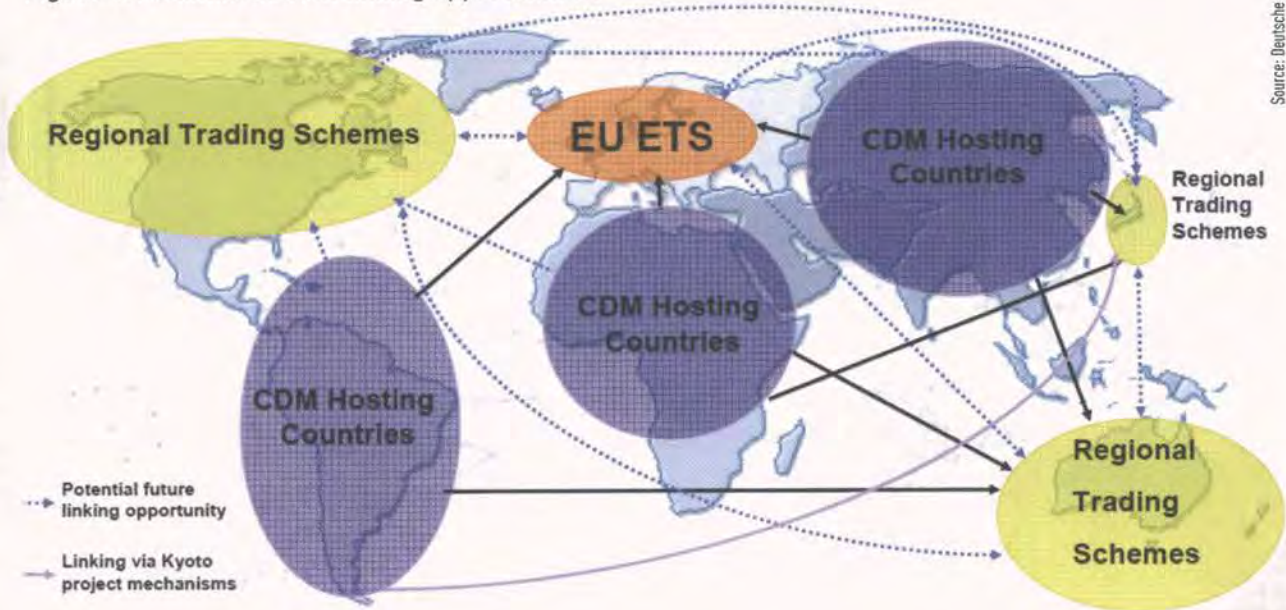 Source: Deutsche
Regional Trading Schemes
EU ETS
CDM Hosting
Countries
Regional
Trading
Schemes
CDM Hosting
Countries
CDM Hosting
Countries
Regional
Trading
Schemes
Potential future
linking opportunity
Linking via Kyoto
project mechanisms